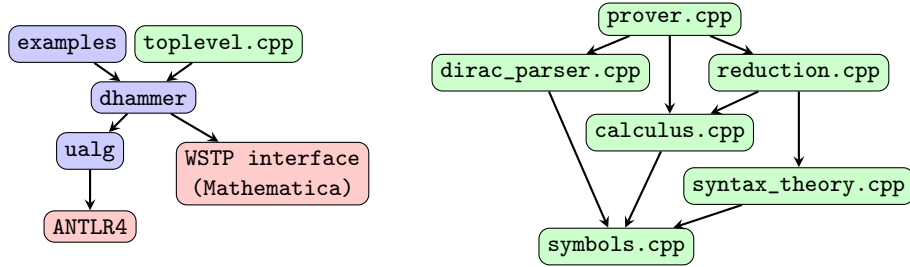 examples
toplevel.cpp
dhammer
ualg
WSTP interface
(Mathematica)
ANTLR4
prover.cpp
dirac_parser.cpp
reduction.cpp
calculus.cpp
syntax_theory.cpp
symbols.cpp